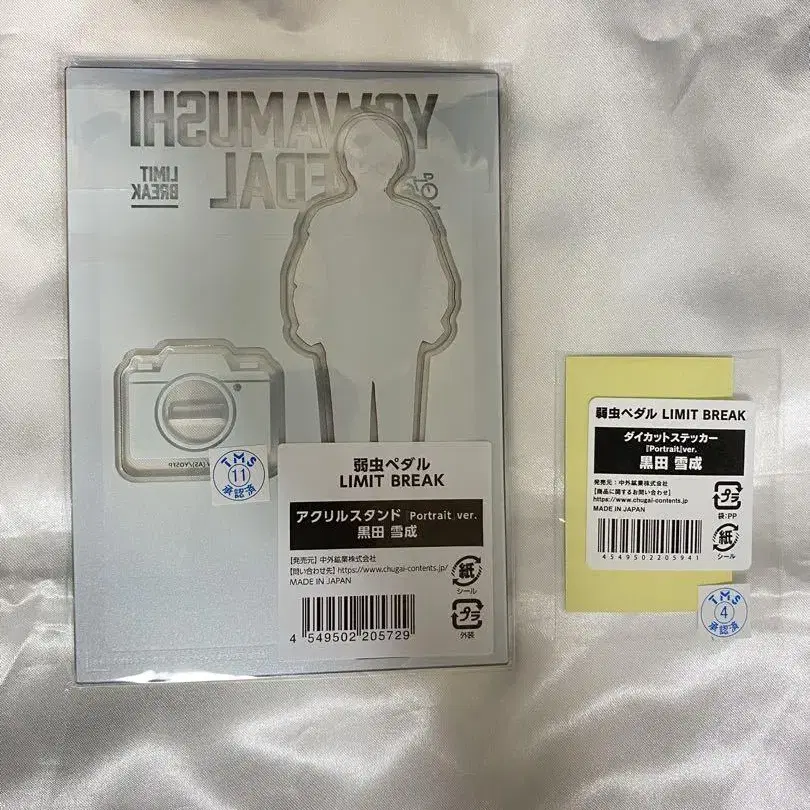 YOWAMUSHI
PEDAL
LIMIT
BREAK
TMS
11
承認済
弱虫ペダル
LIMIT BREAK
アクリルスタンド『Portrait』ver.
黒田 雪成
【発売元】中外鉱業株式会社
【問い合わせ先】https://www.chugai-contents.jp/
MADE IN JAPAN
紙
シール
プラ
外装
4 549502 205729
弱虫ペダル LIMIT BREAK
ダイカットステッカー
『Portrait』ver.
黒田 雪成
発売元：中外鉱業株式会社
【商品に関するお問い合わせ】
https://www.chugai-contents.jp
MADE IN JAPAN
プラ
袋：PP
紙
シール
4549502205941
TMS
4
承認済